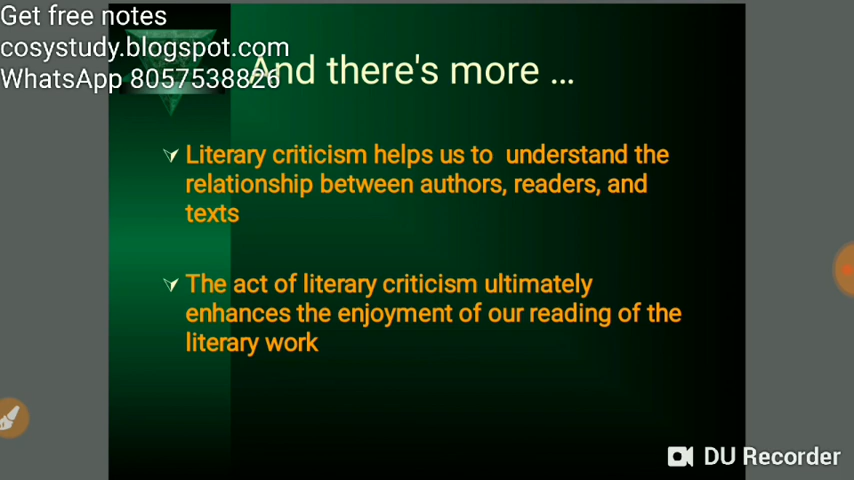 Get free notes
cosystudy.blogspot.com
WhatsApp 8057538826
And there's more ...
Literary criticism helps us to understand the
relationship between authors, readers, and
texts
The act of literary criticism ultimately
enhances the enjoyment of our reading of the
literary work
DU Recorder